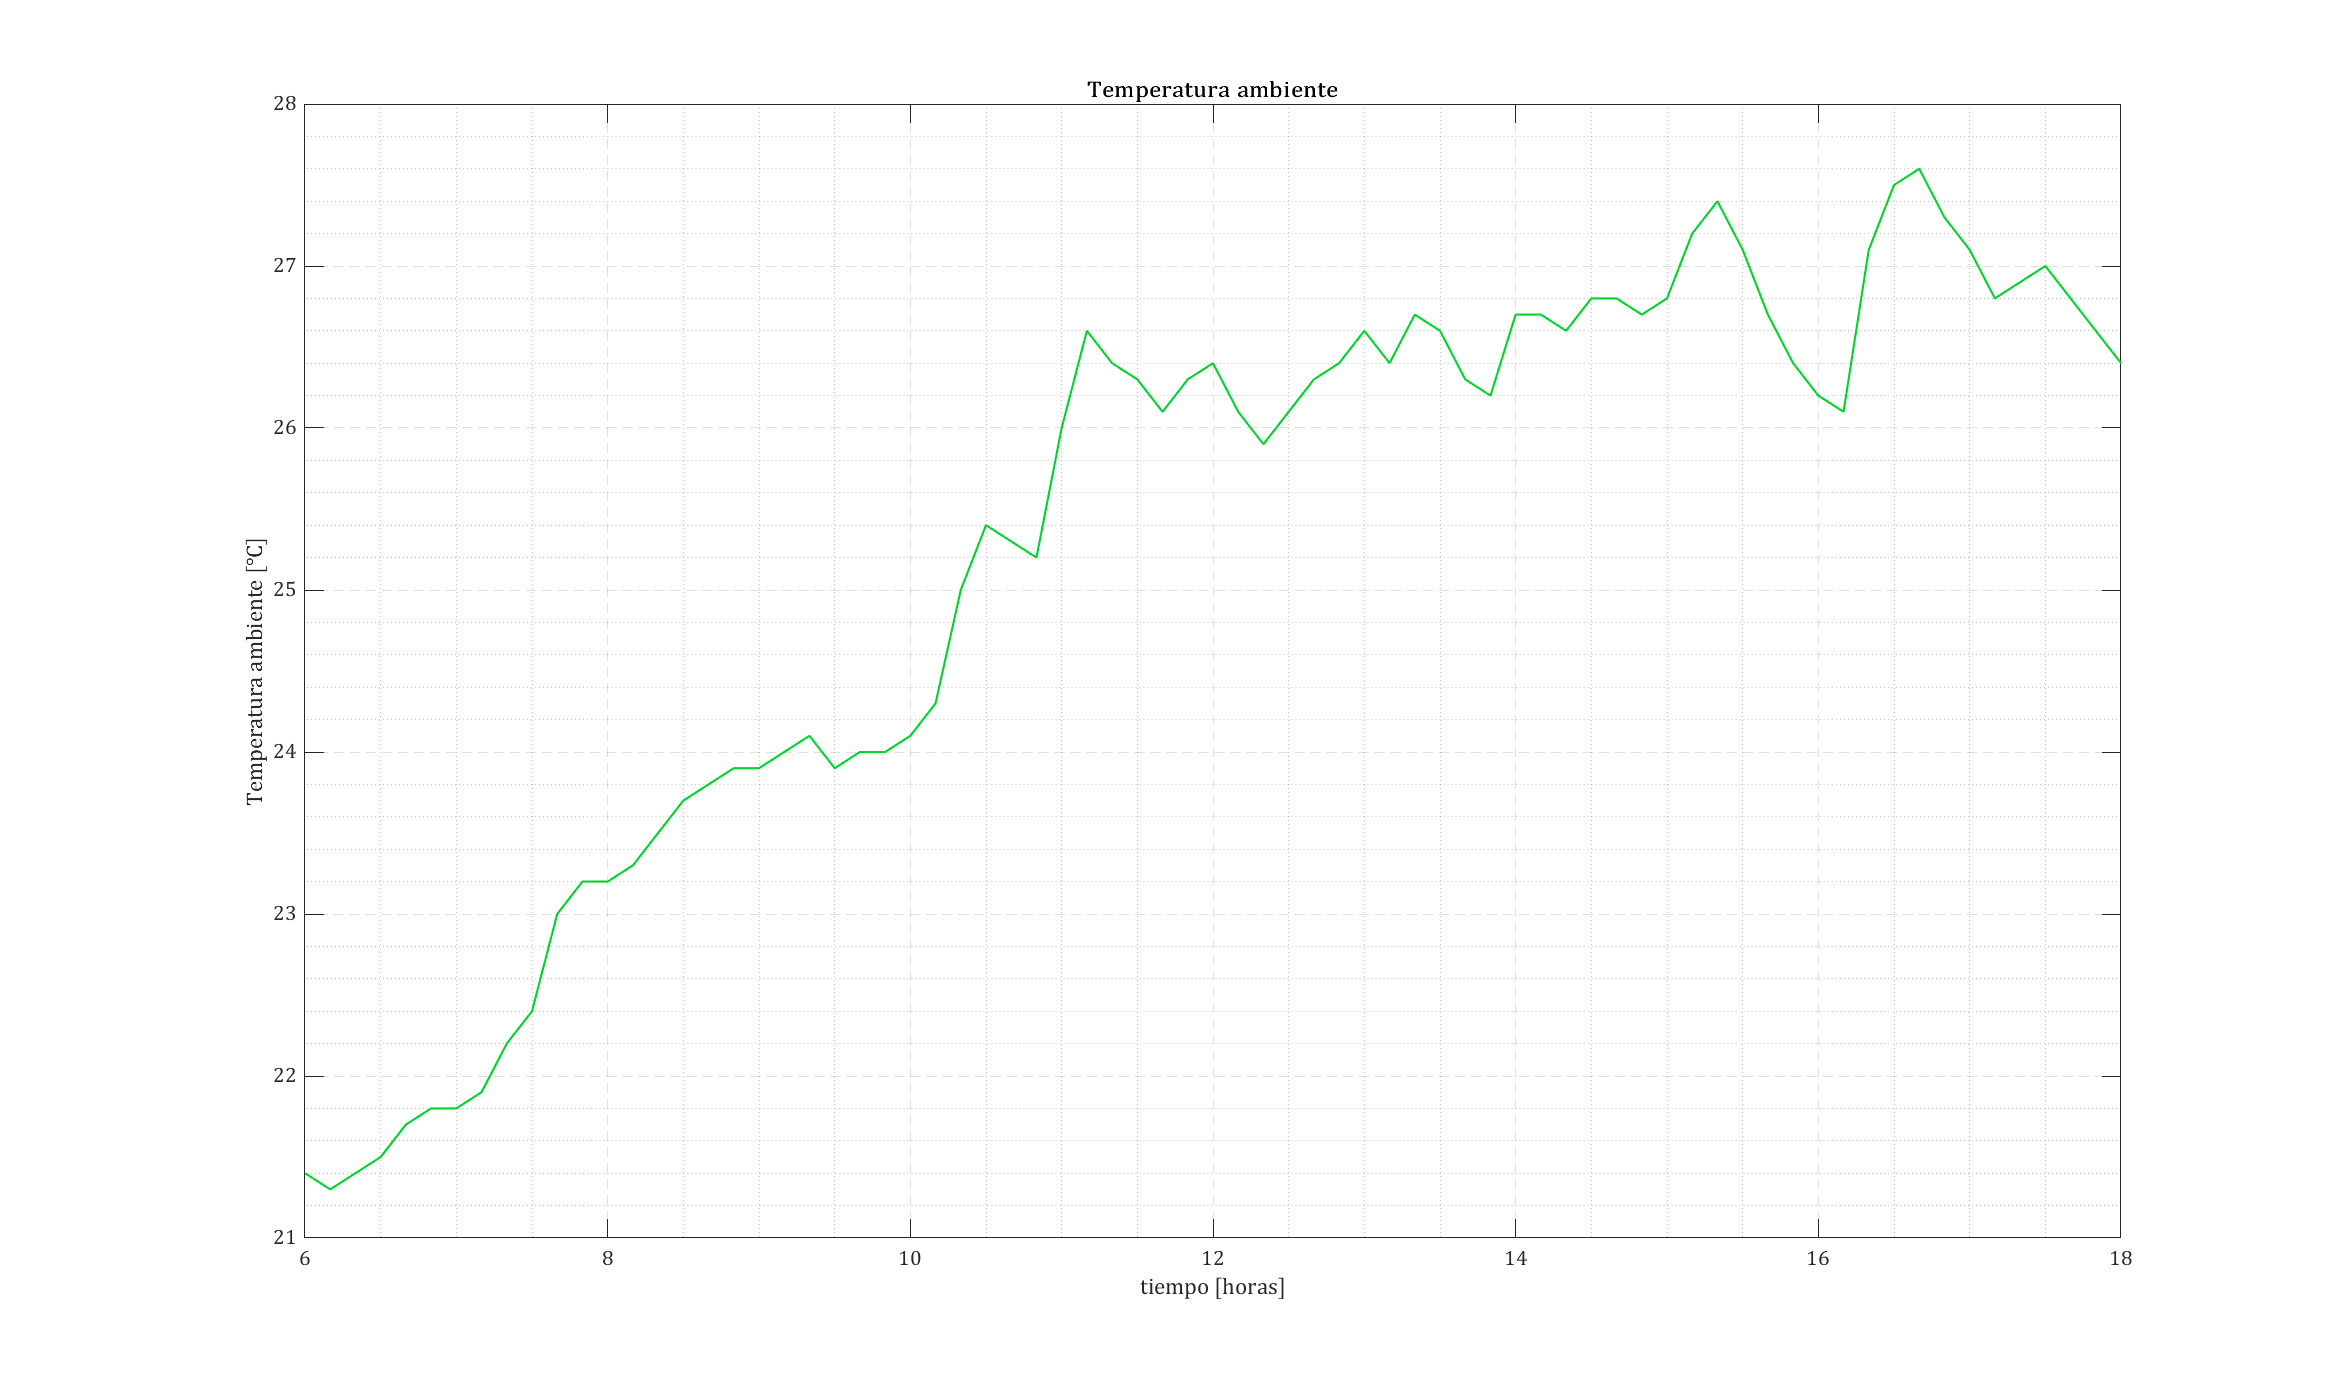 Temperatura ambiente
28
27
26
25
24
23
22
21
Temperatura ambiente [°C]
6 8 10 12 14 16 18
tiempo [horas]